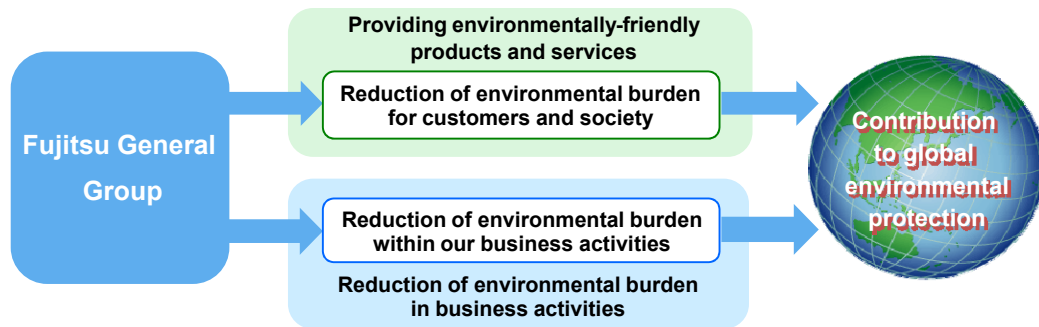 Providing environmentally-friendly
products and services
Reduction of environmental burden
for customers and society
Fujitsu General
Group
Contribution
to global
environmental
protection
Reduction of environmental burden
within our business activities
Reduction of environmental burden
in business activities